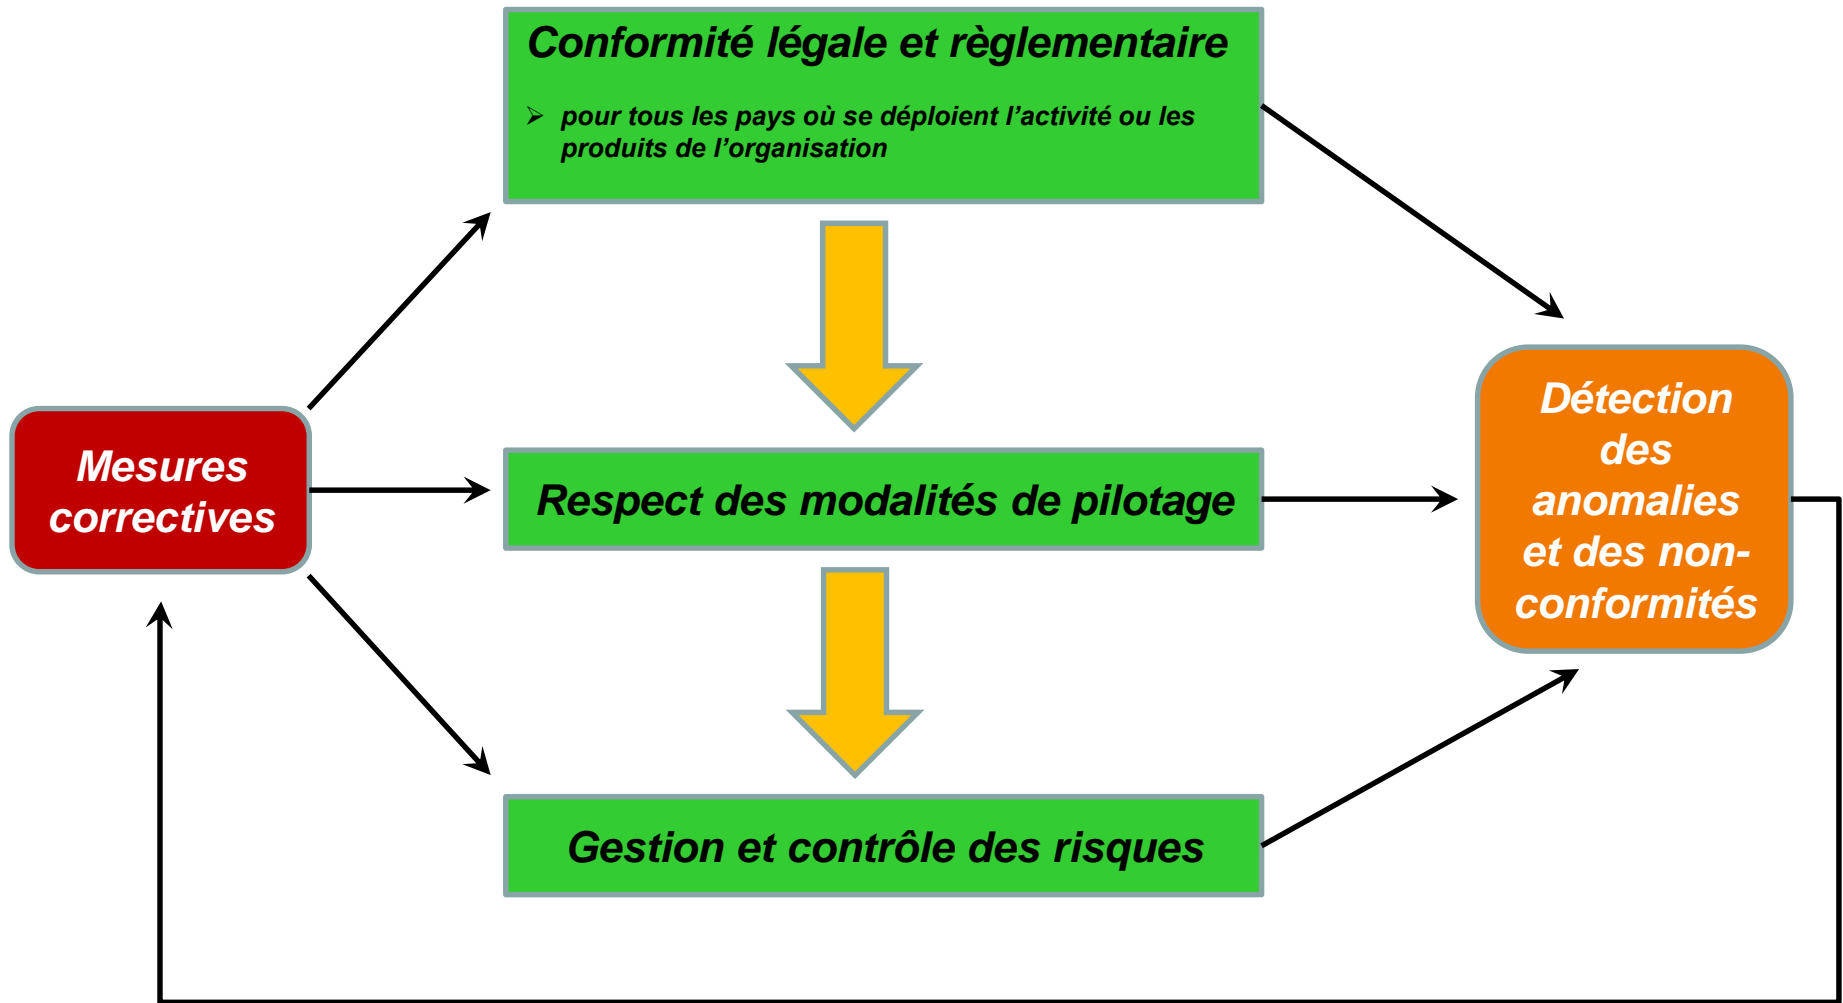 Conformité légale et règlementaire
➢ pour tous les pays où se déploient l’activité ou les
produits de l’organisation
Mesures
correctives
Respect des modalités de pilotage
Détection
des
anomalies
et des non-
conformités
Gestion et contrôle des risques